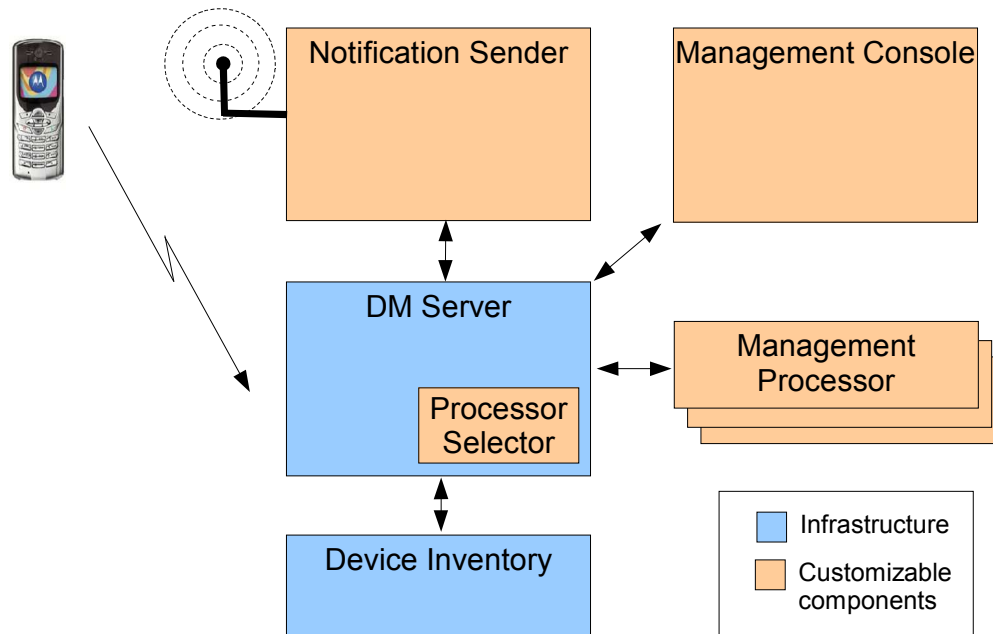 Notification Sender
Management Console
DM Server
Processor
Selector
Management
Processor
Device Inventory
Infrastructure
Customizable
components